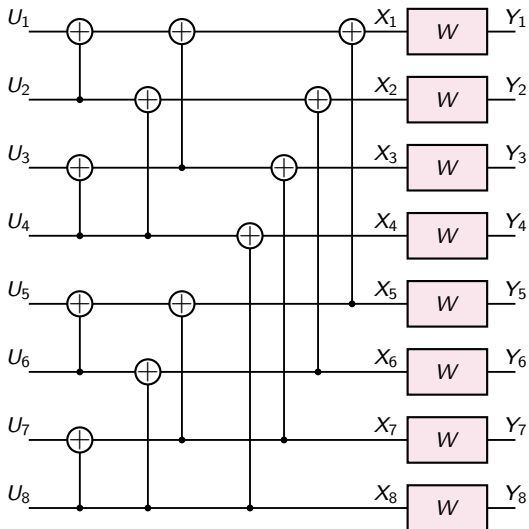 U₁ X₁ W Y₁
U₂ X₂ W Y₂
U₃ X₃ W Y₃
U₄ X₄ W Y₄
U₅ X₅ W Y₅
U₆ X₆ W Y₆
U₇ X₇ W Y₇
U₈ X₈ W Y₈